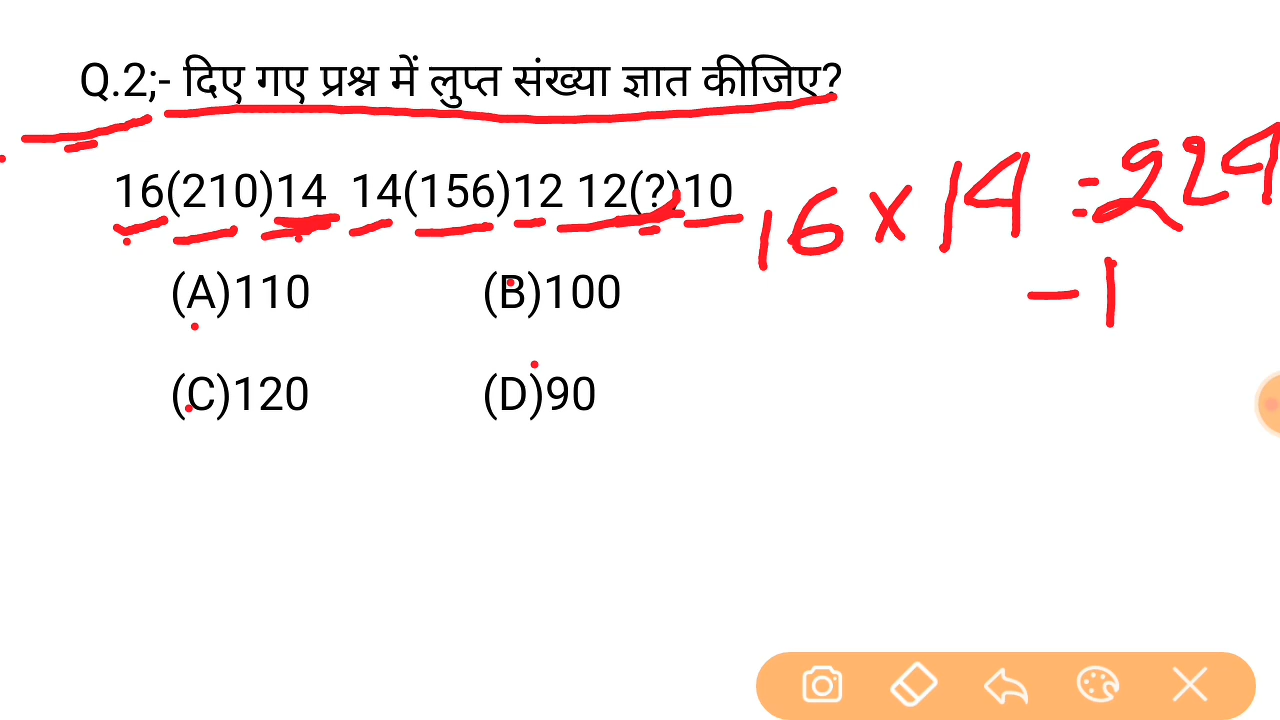 Q.2;- दिए गए प्रश्न में लुप्त संख्या ज्ञात कीजिए?
16(210)14 14(156)12 12(?)10
16 x 14 = 224
- 1
(A)110 (B)100
(C)120 (D)90